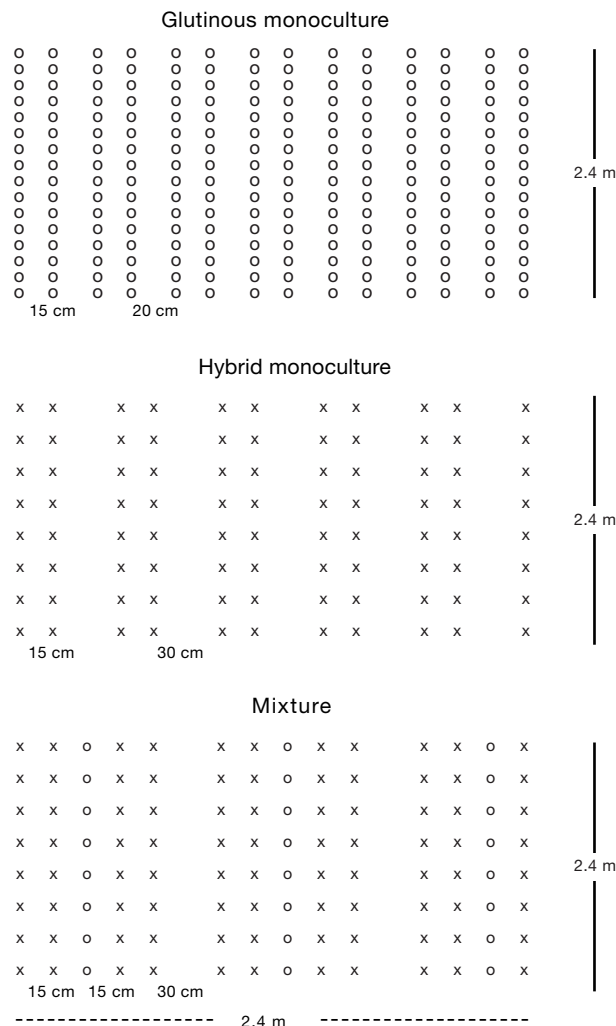 Glutinous monoculture
o o o o o o o o o o o o o o
o o o o o o o o o o o o o o
o o o o o o o o o o o o o o
o o o o o o o o o o o o o o
o o o o o o o o o o o o o o
o o o o o o o o o o o o o o
o o o o o o o o o o o o o o
o o o o o o o o o o o o o o
2.4 m
o o o o o o o o o o o o o o
o o o o o o o o o o o o o o
o o o o o o o o o o o o o o
o o o o o o o o o o o o o o
o o o o o o o o o o o o o o
o o o o o o o o o o o o o o
o o o o o o o o o o o o o o
o o o o o o o o o o o o o o
15 cm 20 cm
Hybrid monoculture
x x x x x x x x x x x
x x x x x x x x x x x
x x x x x x x x x x x
x x x x x x x x x x x
2.4 m
x x x x x x x x x x x
x x x x x x x x x x x
x x x x x x x x x x x
x x x x x x x x x x x
15 cm 30 cm
Mixture
x x o x x x x o x x x x o x
x x o x x x x o x x x x o x
x x o x x x x o x x x x o x
x x o x x x x o x x x x o x
2.4 m
x x o x x x x o x x x x o x
x x o x x x x o x x x x o x
x x o x x x x o x x x x o x
x x o x x x x o x x x x o x
15 cm 15 cm 30 cm
2.4 m